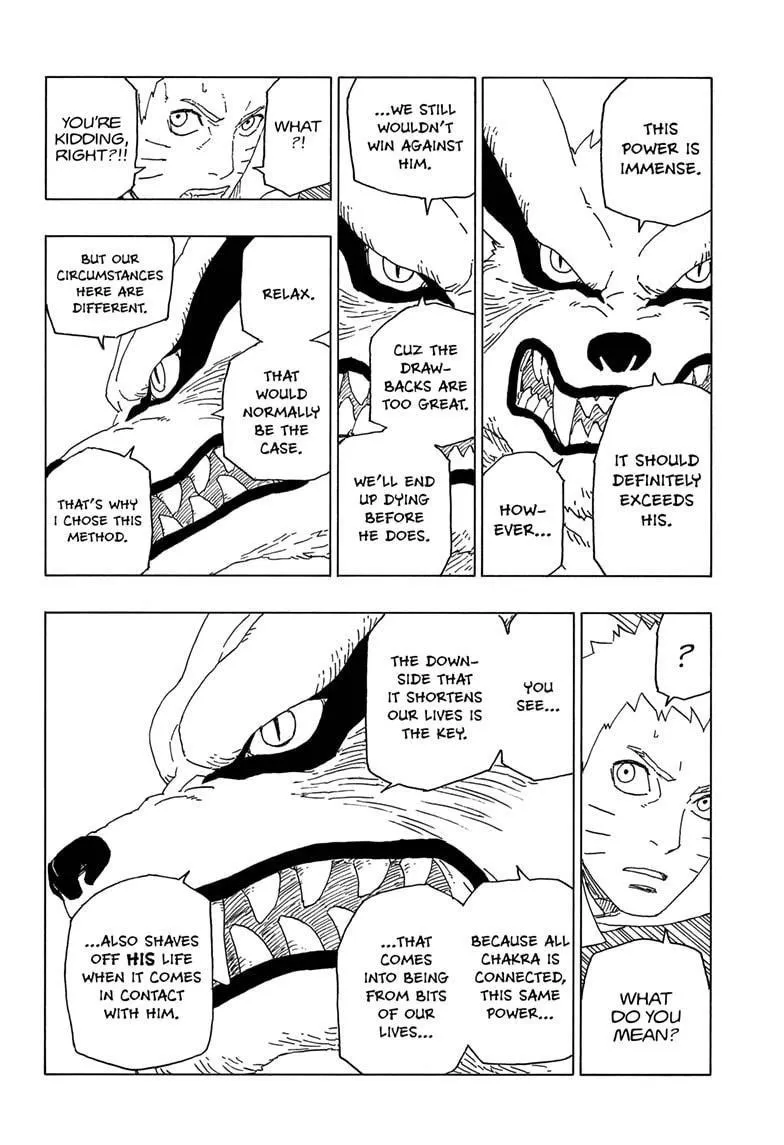 THIS
POWER IS
IMMENSE.
IT SHOULD
DEFINITELY
EXCEEDS
HIS.
HOW-
EVER...
...WE STILL
WOULDN'T
WIN AGAINST
HIM.
CUZ THE
DRAW-
BACKS ARE
TOO GREAT.
WE'LL END
UP DYING
BEFORE
HE DOES.
WHAT
?!
YOU'RE
KIDDING,
RIGHT?!!
RELAX.
THAT
WOULD
NORMALLY
BE THE
CASE.
BUT OUR
CIRCUMSTANCES
HERE ARE
DIFFERENT.
THAT'S WHY
I CHOSE THIS
METHOD.
?
WHAT
DO YOU
MEAN?
YOU
SEE...
THE DOWN-
SIDE THAT
IT SHORTENS
OUR LIVES IS
THE KEY.
BECAUSE ALL
CHAKRA IS
CONNECTED,
THIS SAME
POWER...
...THAT
COMES
INTO BEING
FROM BITS
OF OUR
LIVES...
...ALSO SHAVES
OFF HIS LIFE
WHEN IT COMES
IN CONTACT
WITH HIM.